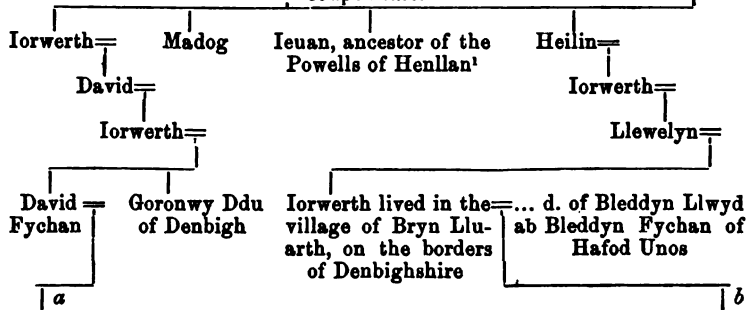 Iorwerth= Madog Ieuan, ancestor of the Heilin=
Powells of Henllan¹
David= Iorwerth=
Iorwerth= Llewelyn=
David = Goronwy Ddu Iorwerth lived in the=... d. of Bleddyn Llwyd
Fychan of Denbigh village of Bryn Llu- ab Bleddyn Fychan of
arth, on the borders Hafod Unos
of Denbighshire
a b